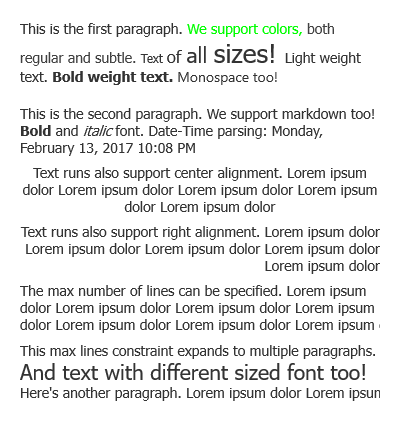 This is the first paragraph. We support colors, both
regular and subtle. Text of all sizes! Light weight
text. Bold weight text. Monospace too!
This is the second paragraph. We support markdown too!
Bold and italic font. Date-Time parsing: Monday,
February 13, 2017 10:08 PM
Text runs also support center alignment. Lorem ipsum
dolor Lorem ipsum dolor Lorem ipsum dolor Lorem ipsum
dolor Lorem ipsum dolor
Text runs also support right alignment. Lorem ipsum dolor
Lorem ipsum dolor Lorem ipsum dolor Lorem ipsum dolor
Lorem ipsum dolor
The max number of lines can be specified. Lorem ipsum
dolor Lorem ipsum dolor Lorem ipsum dolor Lorem ipsum
dolor Lorem ipsum dolor Lorem ipsum dolor Lorem ipsum
This max lines constraint expands to multiple paragraphs.
And text with different sized font too!
Here's another paragraph. Lorem ipsum dolor Lorem ipsum